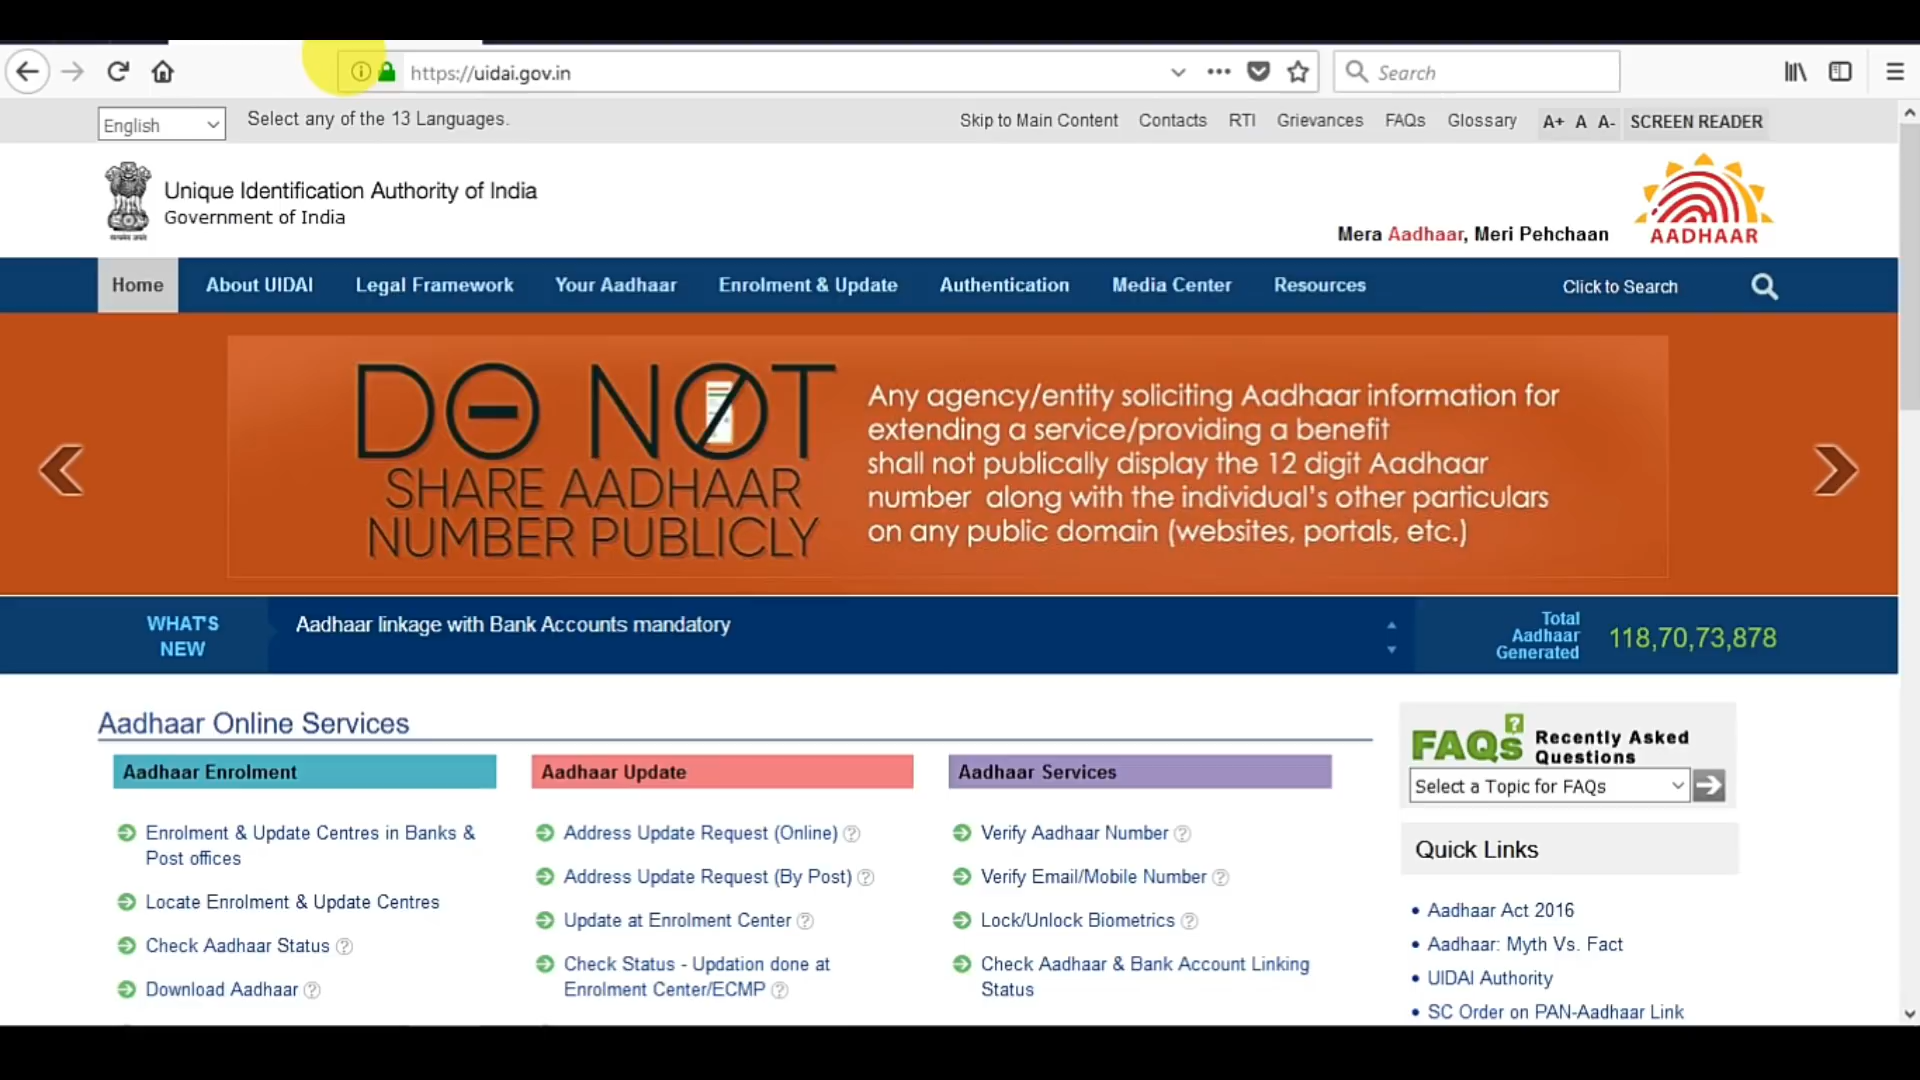 https://uidai.gov.in
Search
English
Select any of the 13 Languages.
Skip to Main Content Contacts RTI Grievances FAQs Glossary A+ A A- SCREEN READER
Unique Identification Authority of India
Government of India
Mera Aadhaar, Meri Pehchaan
AADHAAR
Home About UIDAI Legal Framework Your Aadhaar Enrolment & Update Authentication Media Center Resources Click to Search
DO NOT
SHARE AADHAAR
NUMBER PUBLICLY
Any agency/entity soliciting Aadhaar information for
extending a service/providing a benefit
shall not publically display the 12 digit Aadhaar
number along with the individual's other particulars
on any public domain (websites, portals, etc.)
WHAT'S
NEW
Aadhaar linkage with Bank Accounts mandatory
Total
Aadhaar
Generated
118,70,73,878
Aadhaar Online Services
Aadhaar Enrolment
Enrolment & Update Centres in Banks &
Post offices
Locate Enrolment & Update Centres
Check Aadhaar Status
Download Aadhaar
Aadhaar Update
Address Update Request (Online)
Address Update Request (By Post)
Update at Enrolment Center
Check Status - Updation done at
Enrolment Center/ECMP
Aadhaar Services
Verify Aadhaar Number
Verify Email/Mobile Number
Lock/Unlock Biometrics
Check Aadhaar & Bank Account Linking
Status
FAQs
Recently Asked
Questions
Select a Topic for FAQs
Quick Links
Aadhaar Act 2016
Aadhaar: Myth Vs. Fact
UIDAI Authority
SC Order on PAN-Aadhaar Link